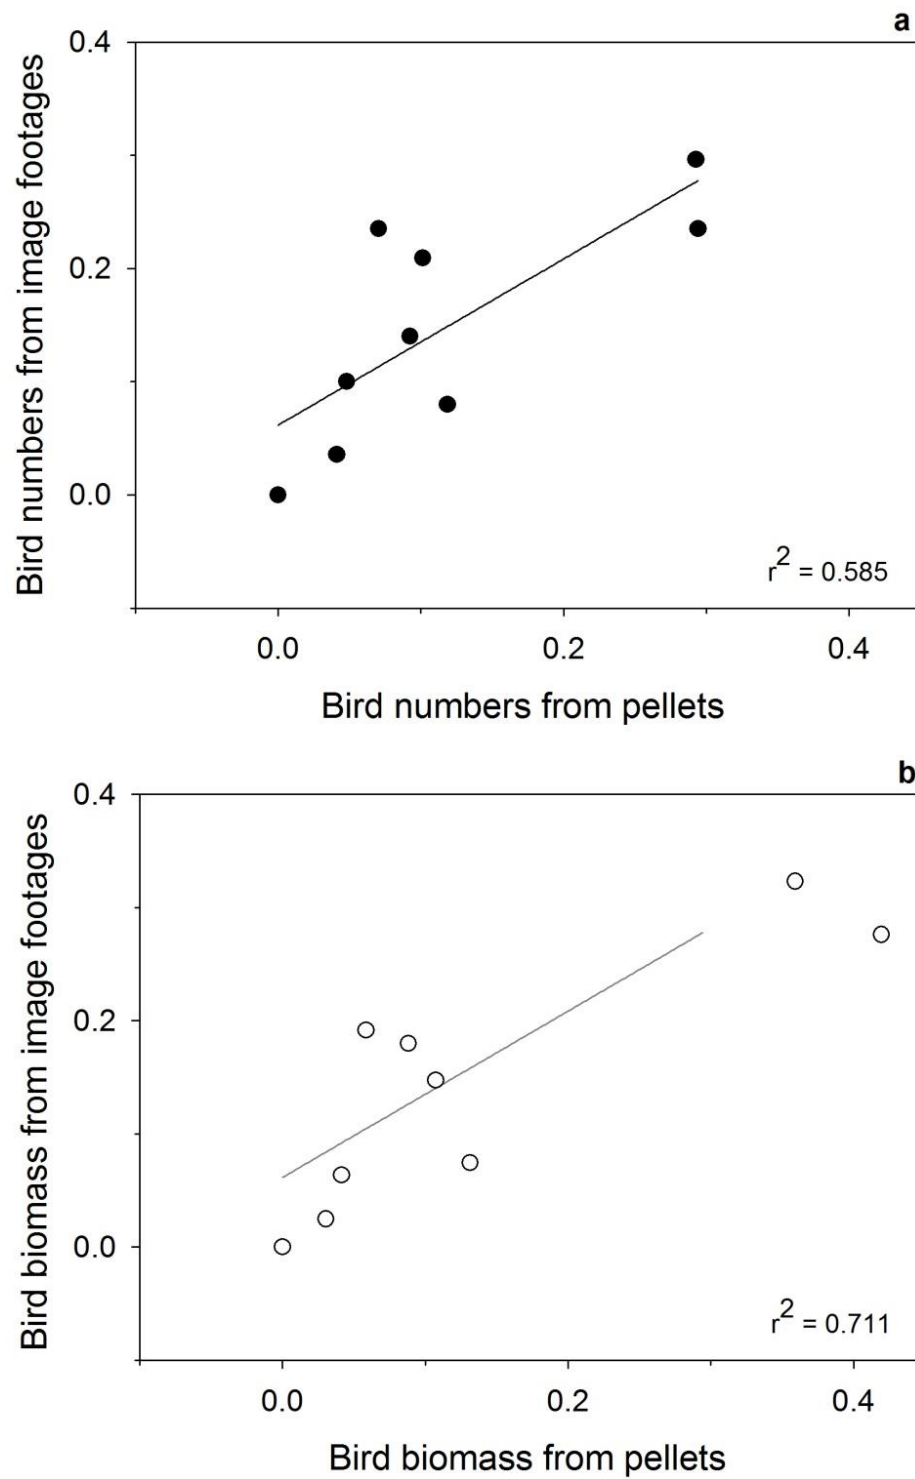 a
0.4
0.2
0.0
Bird numbers from image footages
r2 = 0.585
0.0 0.2 0.4
Bird numbers from pellets
b
0.4
0.2
0.0
Bird biomass from image footages
r2 = 0.711
0.0 0.2 0.4
Bird biomass from pellets